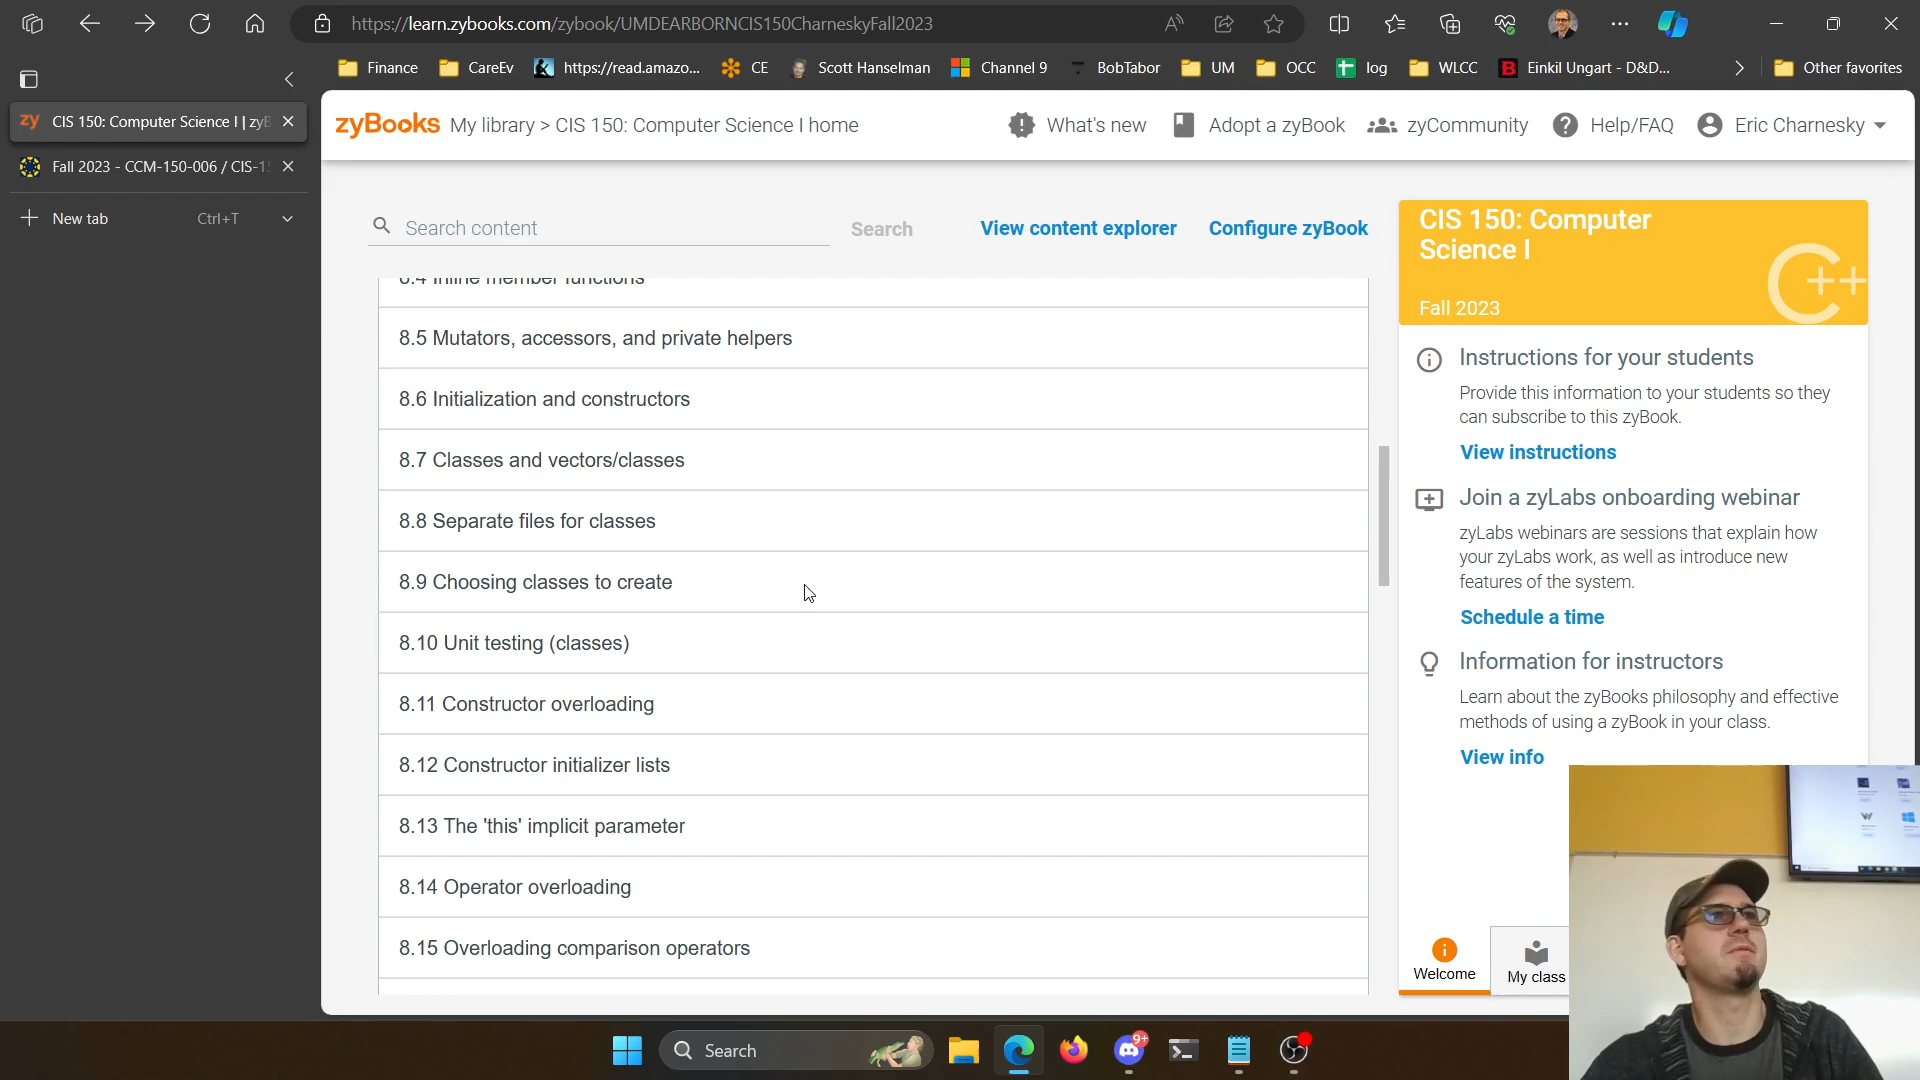 https://learn.zybooks.com/zybook/UMDEARBORNCIS150CharneskyFall2023
Finance
CareEv
https://read.amazo...
CE
Scott Hanselman
Channel 9
BobTabor
UM
OCC
log
WLCC
Einkil Ungart - D&D...
Other favorites
zy CIS 150: Computer Science I | zyB
Fall 2023 - CCM-150-006 / CIS-15
New tab Ctrl+T
zyBooks My library > CIS 150: Computer Science I home
What's new
Adopt a zyBook
zyCommunity
Help/FAQ
Eric Charnesky
Search content
Search
View content explorer
Configure zyBook
8.4 Inline member functions
8.5 Mutators, accessors, and private helpers
8.6 Initialization and constructors
8.7 Classes and vectors/classes
8.8 Separate files for classes
8.9 Choosing classes to create
8.10 Unit testing (classes)
8.11 Constructor overloading
8.12 Constructor initializer lists
8.13 The 'this' implicit parameter
8.14 Operator overloading
8.15 Overloading comparison operators
CIS 150: Computer
Science I
Fall 2023
C++
Instructions for your students
Provide this information to your students so they
can subscribe to this zyBook.
View instructions
Join a zyLabs onboarding webinar
zyLabs webinars are sessions that explain how
your zyLabs work, as well as introduce new
features of the system.
Schedule a time
Information for instructors
Learn about the zyBooks philosophy and effective
methods of using a zyBook in your class.
View info
Welcome
My class
Search
9+